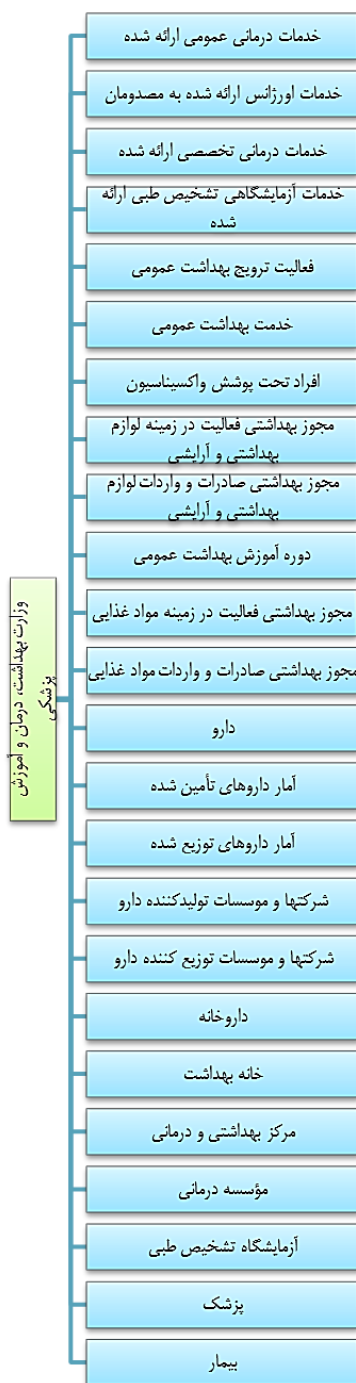 خدمات درمانی عمومی ارائه شده
خدمات اورژانس ارائه شده به مصدومان
خدمات درمانی تخصصی ارائه شده
خدمات آزمایشگاهی تشخیص طبی ارائه
شده
فعالیت ترویج بهداشت عمومی
خدمت بهداشت عمومی
افراد تحت پوشش واکسیناسیون
مجوز بهداشتی فعالیت در زمینه لوازم
بهداشتی و آرایشی
مجوز بهداشتی صادرات و واردات لوازم
بهداشتی و آرایشی
دوره آموزش بهداشت عمومی
مجوز بهداشتی فعالیت در زمینه مواد غذایی
مجوز بهداشتی صادرات و واردات مواد غذایی
وزارت بهداشت، درمان و آموزش
پزشکی
دارو
آمار داروهای تأمین شده
آمار داروهای توزیع شده
شرکتها و موسسات تولیدکننده دارو
شرکتها و موسسات توزیع کننده دارو
داروخانه
خانه بهداشت
مرکز بهداشتی و درمانی
مؤسسه درمانی
آزمایشگاه تشخیص طبی
پزشک
بیمار